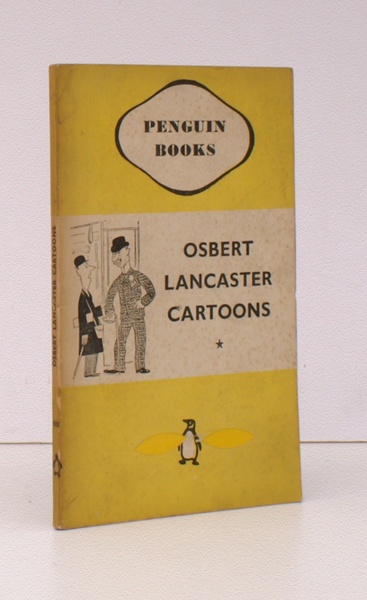 PENGUIN
BOOKS
OSBERT
LANCASTER
CARTOONS
★
OSBERT LANCASTER CARTOONS